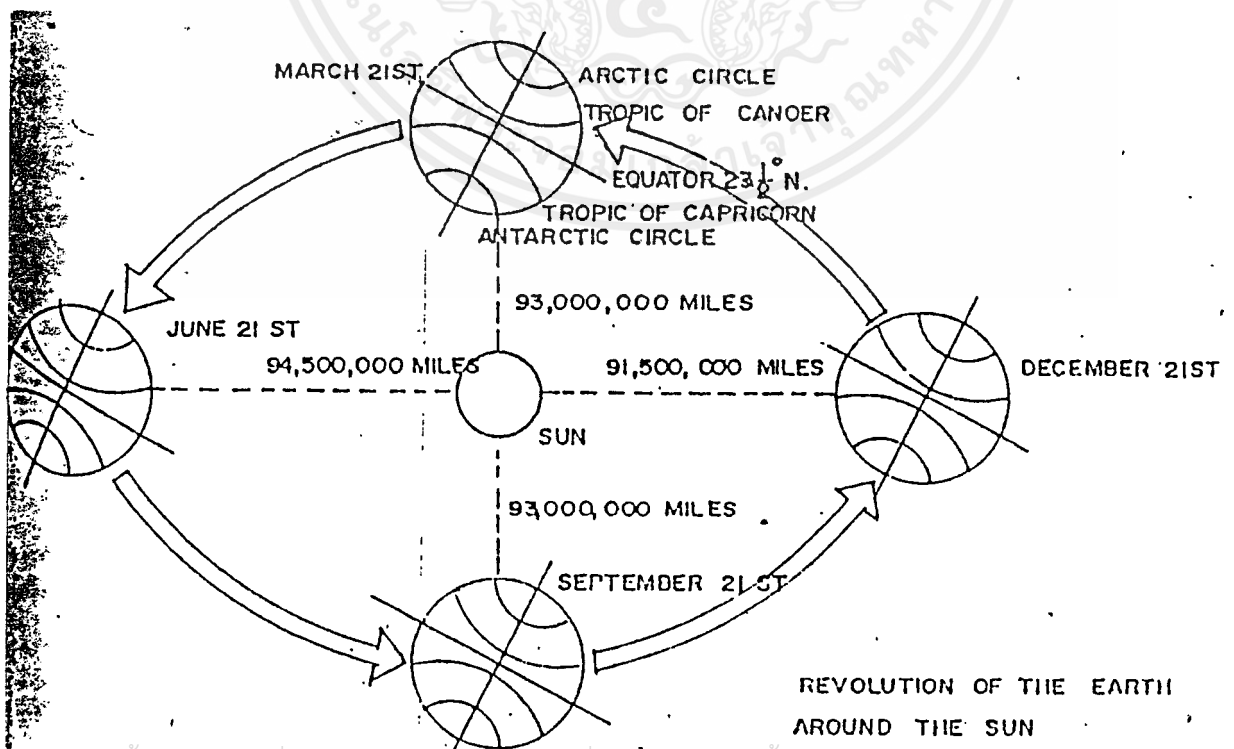 MARCH 21ST
ARCTIC CIRCLE
TROPIC OF CANOER
EQUATOR 23½° N.
TROPIC OF CAPRICORN
ANTARCTIC CIRCLE
93,000,000 MILES
JUNE 21 ST
94,500,000 MILES
91,500,000 MILES
DECEMBER 21ST
SUN
93,000,000 MILES
SEPTEMBER 21 ST
REVOLUTION OF THE EARTH
AROUND THE SUN